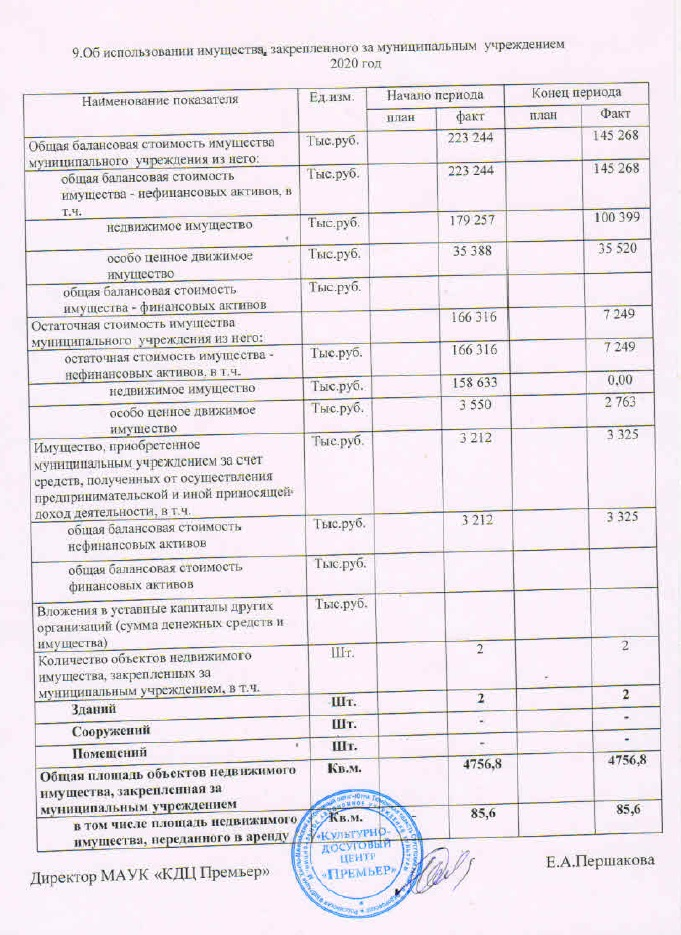 9.Об использовании имущества, закрепленного за муниципальным учреждением
2020 год
Наименование показателя Ед.изм. Начало периода Конец периода
план факт план Факт
Общая балансовая стоимость имущества Тыс.руб. 223 244 145 268
муниципального учреждения из него:
общая балансовая стоимость Тыс.руб. 223 244 145 268
имущества - нефинансовых активов, в
т.ч.
недвижимое имущество Тыс.руб. 179 257 100 399
особо ценное движимое Тыс.руб. 35 388 35 520
имущество
общая балансовая стоимость Тыс.руб.
имущества - финансовых активов
Остаточная стоимость имущества 166 316 7 249
муниципального учреждения из него:
остаточная стоимость имущества - Тыс.руб. 166 316 7 249
нефинансовых активов, в т.ч.
недвижимое имущество Тыс.руб. 158 633 0,00
особо ценное движимое Тыс.руб. 3 550 2 763
имущество
Имущество, приобретенное Тыс.руб. 3 212 3 325
муниципальным учреждением за счет
средств, полученных от осуществления
предпринимательской и иной приносящей
доход деятельности, в т.ч.
общая балансовая стоимость Тыс.руб. 3 212 3 325
нефинансовых активов
общая балансовая стоимость Тыс.руб.
финансовых активов
Вложения в уставные капиталы других Тыс.руб.
организаций (сумма денежных средств и
имущества)
Количество объектов недвижимого Шт. 2 2
имущества, закрепленных за
муниципальным учреждением, в т.ч.
Зданий Шт. 2 2
Сооружений Шт. - -
Помещений Шт. - -
Общая площадь объектов недвижимого Кв.м. 4756,8 4756,8
имущества, закрепленная за
муниципальным учреждением
в том числе площадь недвижимого Кв.м. 85,6 85,6
имущества, переданного в аренду
«КУЛЬТУРНО-
ДОСУГОВЫЙ
ЦЕНТР
«ПРЕМЬЕР»
Директор МАУК «КДЦ Премьер» Е.А.Першакова